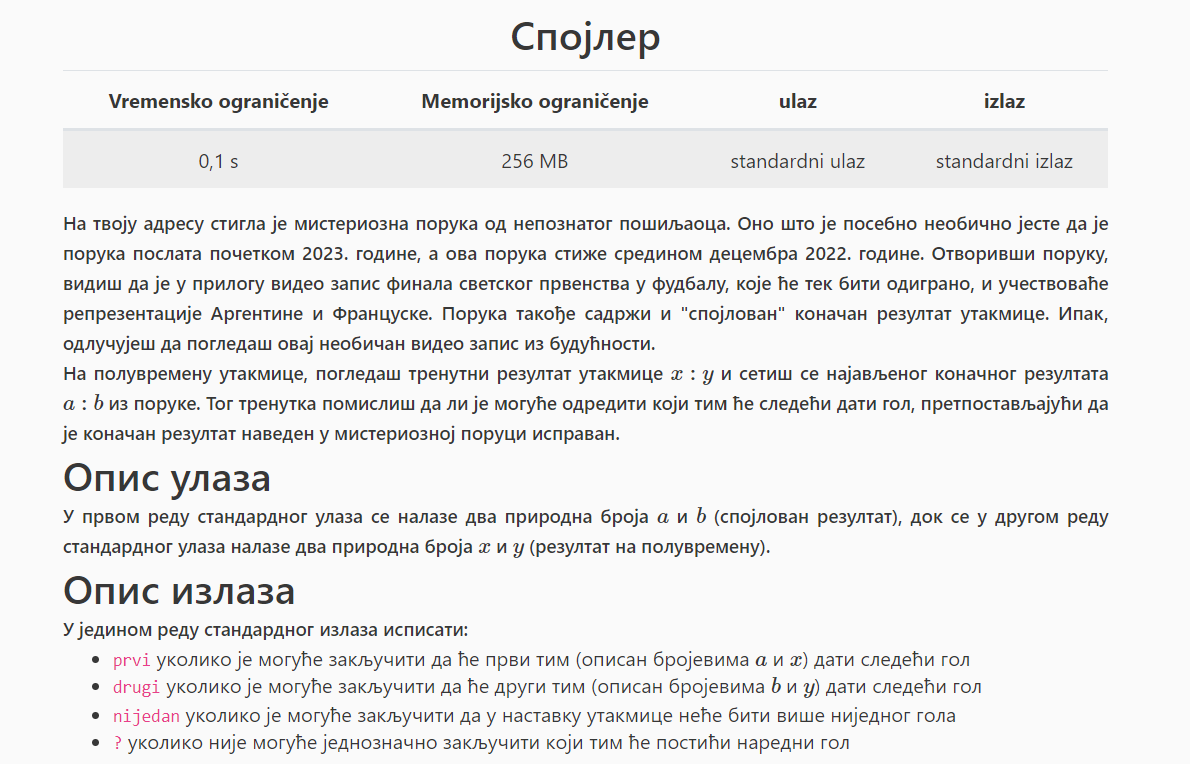 Спојлер
Vremensko ograničenje Memorijsko ograničenje ulaz izlaz
0,1 s 256 MB standardni ulaz standardni izlaz
На твоју адресу стигла је мистериозна порука од непознатог пошиљаоца. Оно што је посебно необично јесте да је
порука послата почетком 2023. године, а ова порука стиже средином децембра 2022. године. Отворивши поруку,
видиш да је у прилогу видео запис финала светског првенства у фудбалу, које ће тек бити одиграно, и учествоваће
репрезентације Аргентине и Француске. Порука такође садржи и "спојлован" коначан резултат утакмице. Ипак,
одлучујеш да погледаш овај необичан видео запис из будућности.
На полувремену утакмице, погледаш тренутни резултат утакмице x : y и сетиш се најављеног коначног резултата
a : b из поруке. Тог тренутка помислиш да ли је могуће одредити који тим ће следећи дати гол, претпостављајући да
је коначан резултат наведен у мистериозној поруци исправан.
Опис улаза
У првом реду стандардног улаза се налазе два природна броја a и b (спојлован резултат), док се у другом реду
стандардног улаза налазе два природна броја x и y (резултат на полувремену).
Опис излаза
У једином реду стандардног излаза исписати:
• prvi уколико је могуће закључити да ће први тим (описан бројевима a и x) дати следећи гол
• drugi уколико је могуће закључити да ће други тим (описан бројевима b и y) дати следећи гол
• nijedan уколико је могуће закључити да у наставку утакмице неће бити више ниједног гола
• ? уколико није могуће једнозначно закључити који тим ће постићи наредни гол